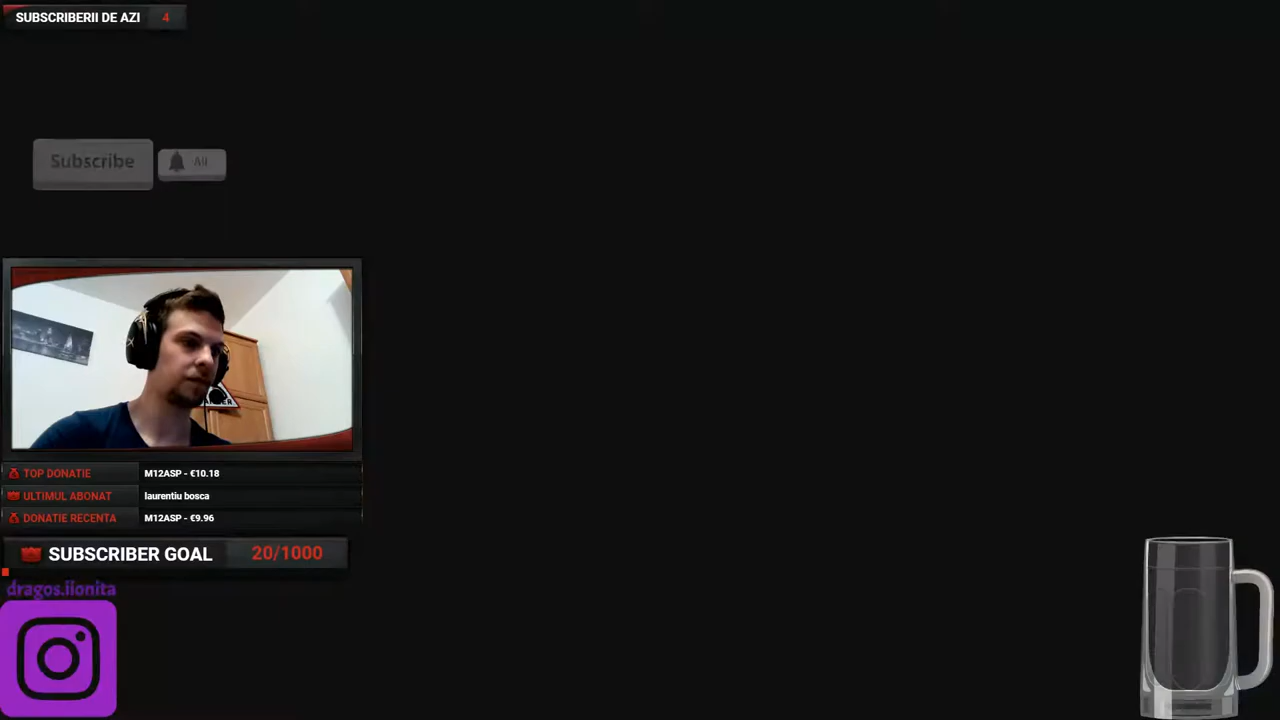 SUBSCRIBERII DE AZI 4
Subscribe
All
TOP DONATIE M12ASP - €10.18
ULTIMUL ABONAT laurentiu bosca
DONATIE RECENTA M12ASP - €9.96
SUBSCRIBER GOAL 20/1000
dragos.iionita